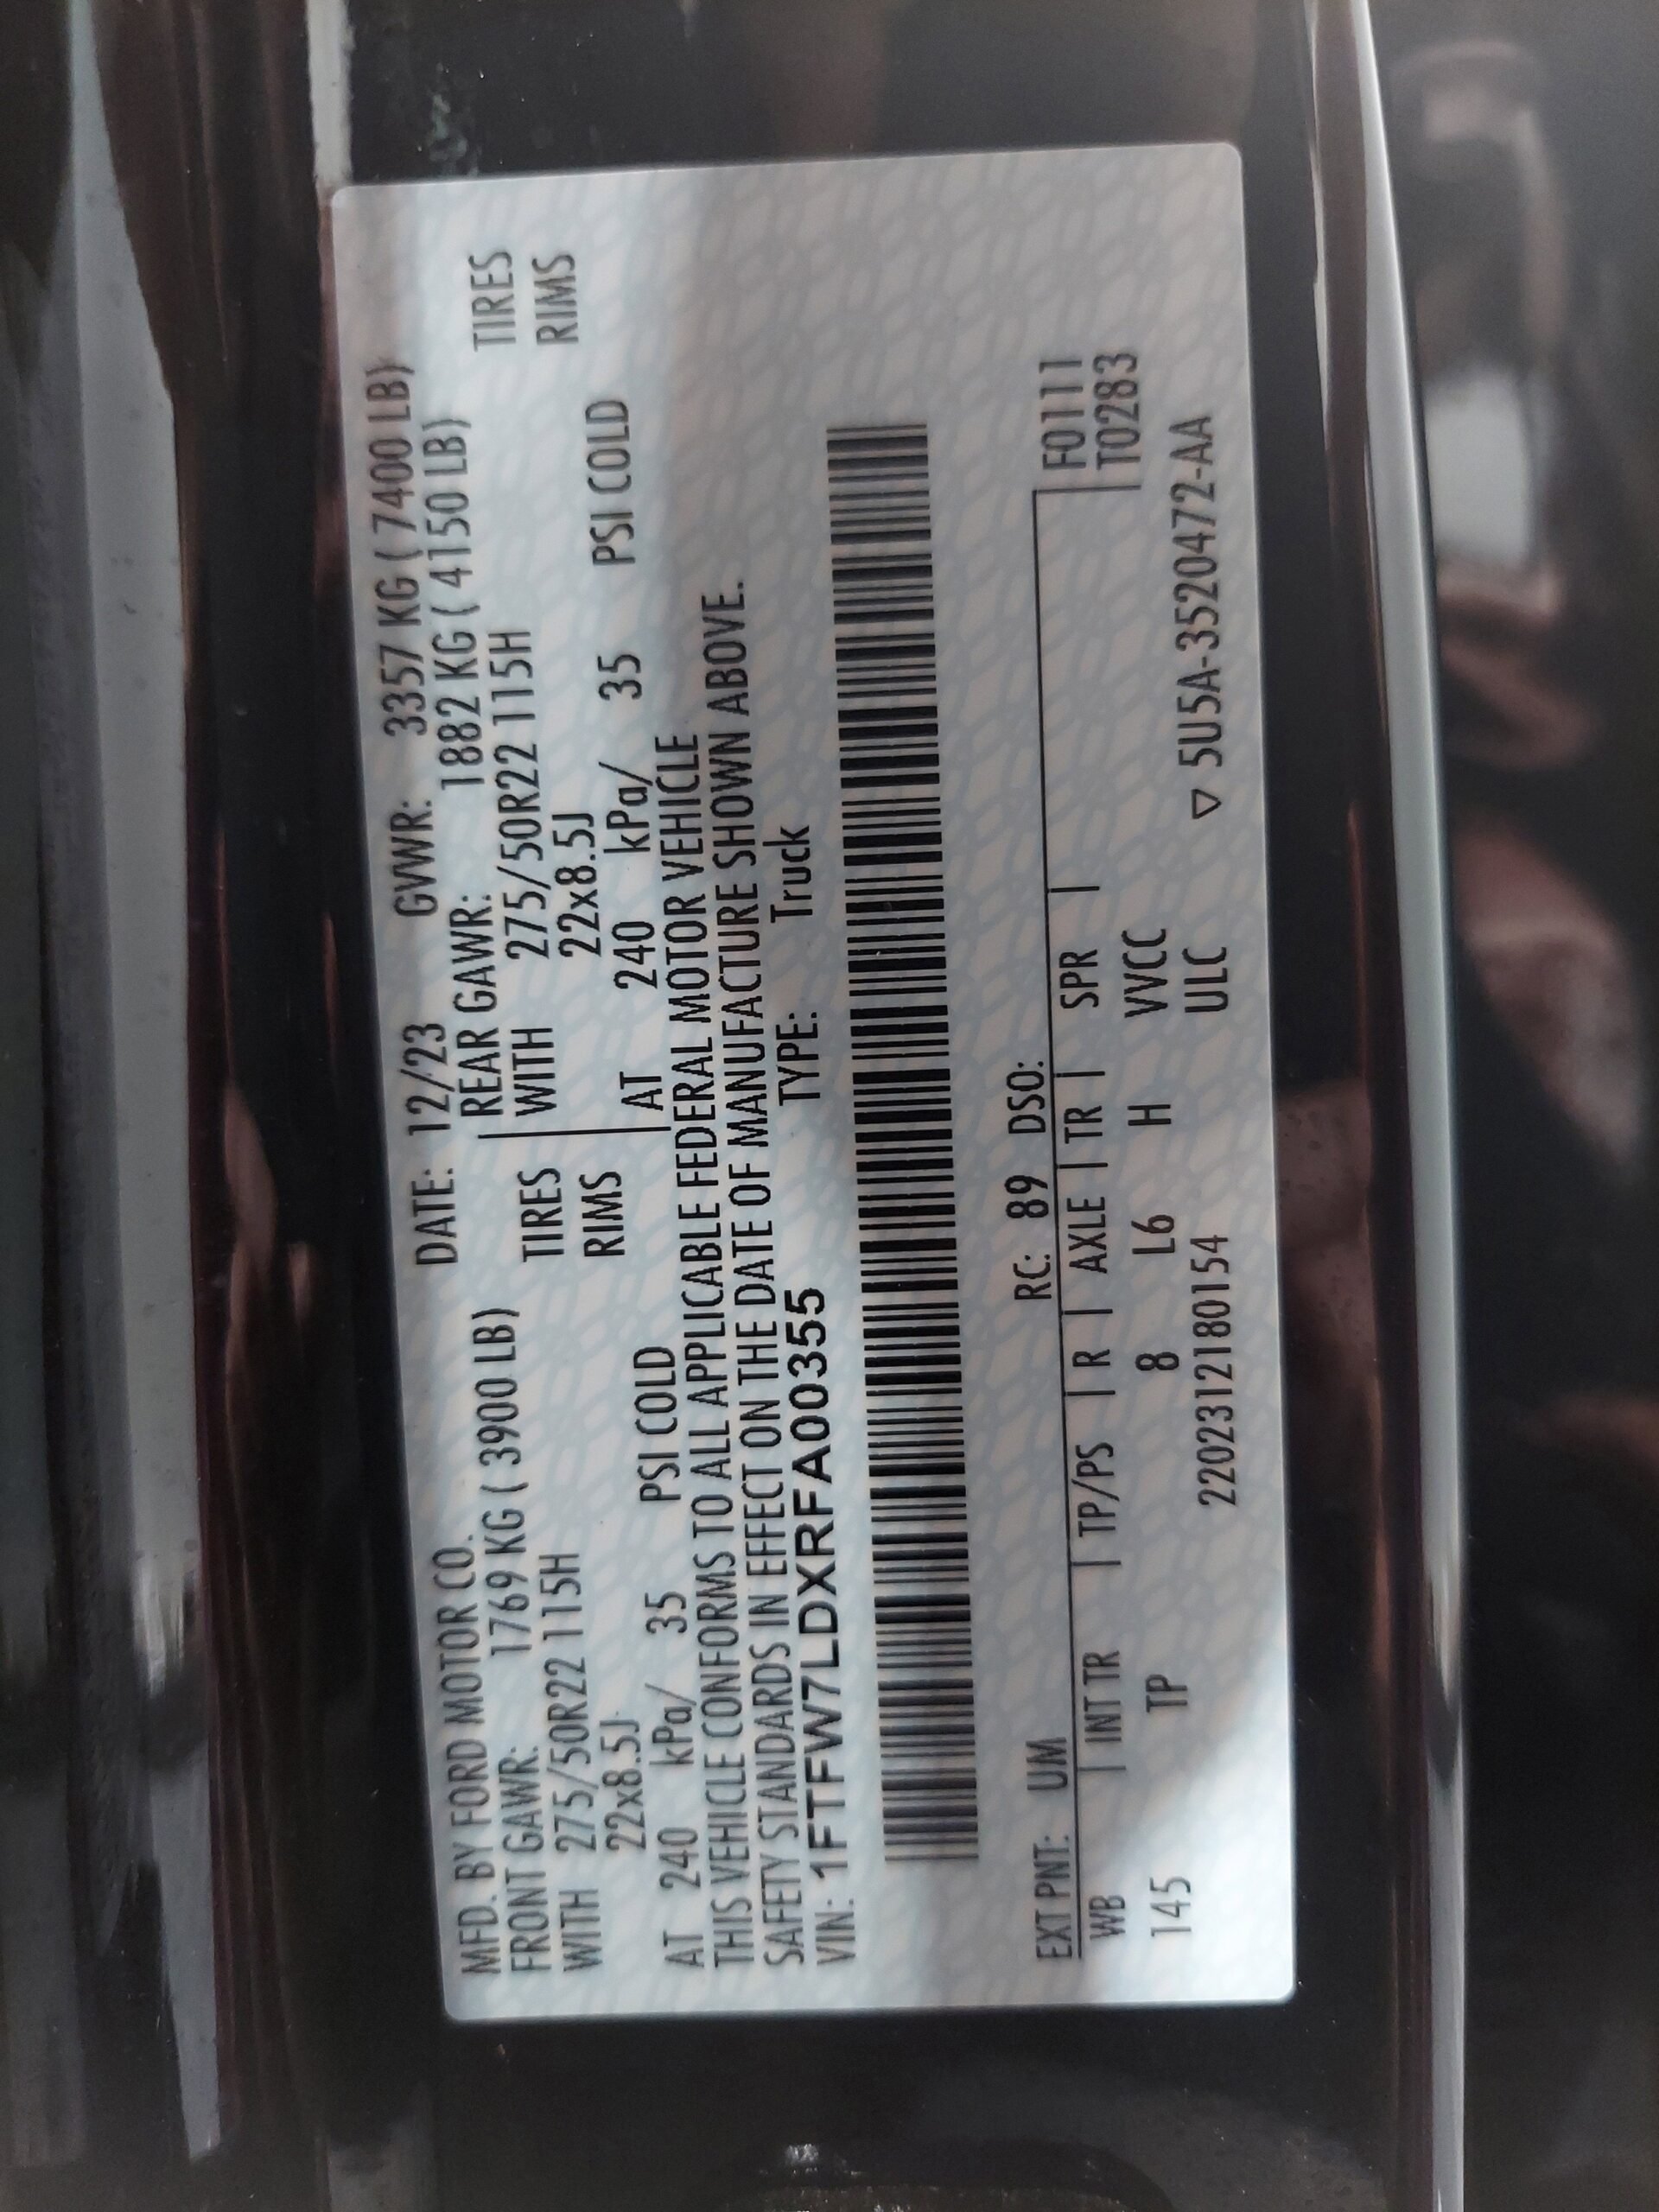 MFD. BY FORD MOTOR CO. DATE: 12/23 GVWR: 3357 KG ( 7400 LB)
FRONT GAWR: 1769 KG ( 3900 LB) REAR GAWR: 1882 KG ( 4150 LB)
WITH 275/50R22 115H TIRES WITH 275/50R22 115H TIRES
22x8.5J RIMS 22x8.5J RIMS
AT 240 kPa/ 35 PSI COLD AT 240 kPa/ 35 PSI COLD
THIS VEHICLE CONFORMS TO ALL APPLICABLE FEDERAL MOTOR VEHICLE
SAFETY STANDARDS IN EFFECT ON THE DATE OF MANUFACTURE SHOWN ABOVE.
VIN: 1FTFW7LDXRFA00355 TYPE: Truck
EXT PNT: UM RC: 89 DSO:
WB | INT TR | TP/PS | R | AXLE | TR | SPR | F0111
145 TP 8 L6 H VVCC T0283
2202312180154 ULC ▽ 5U5A-3520472-AA